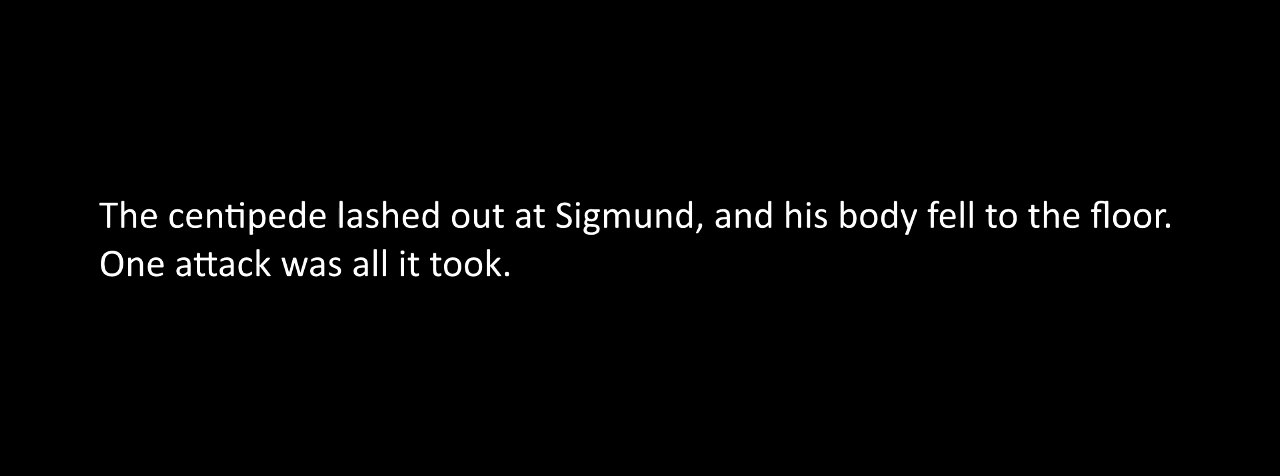 The centipede lashed out at Sigmund, and his body fell to the floor.
One attack was all it took.